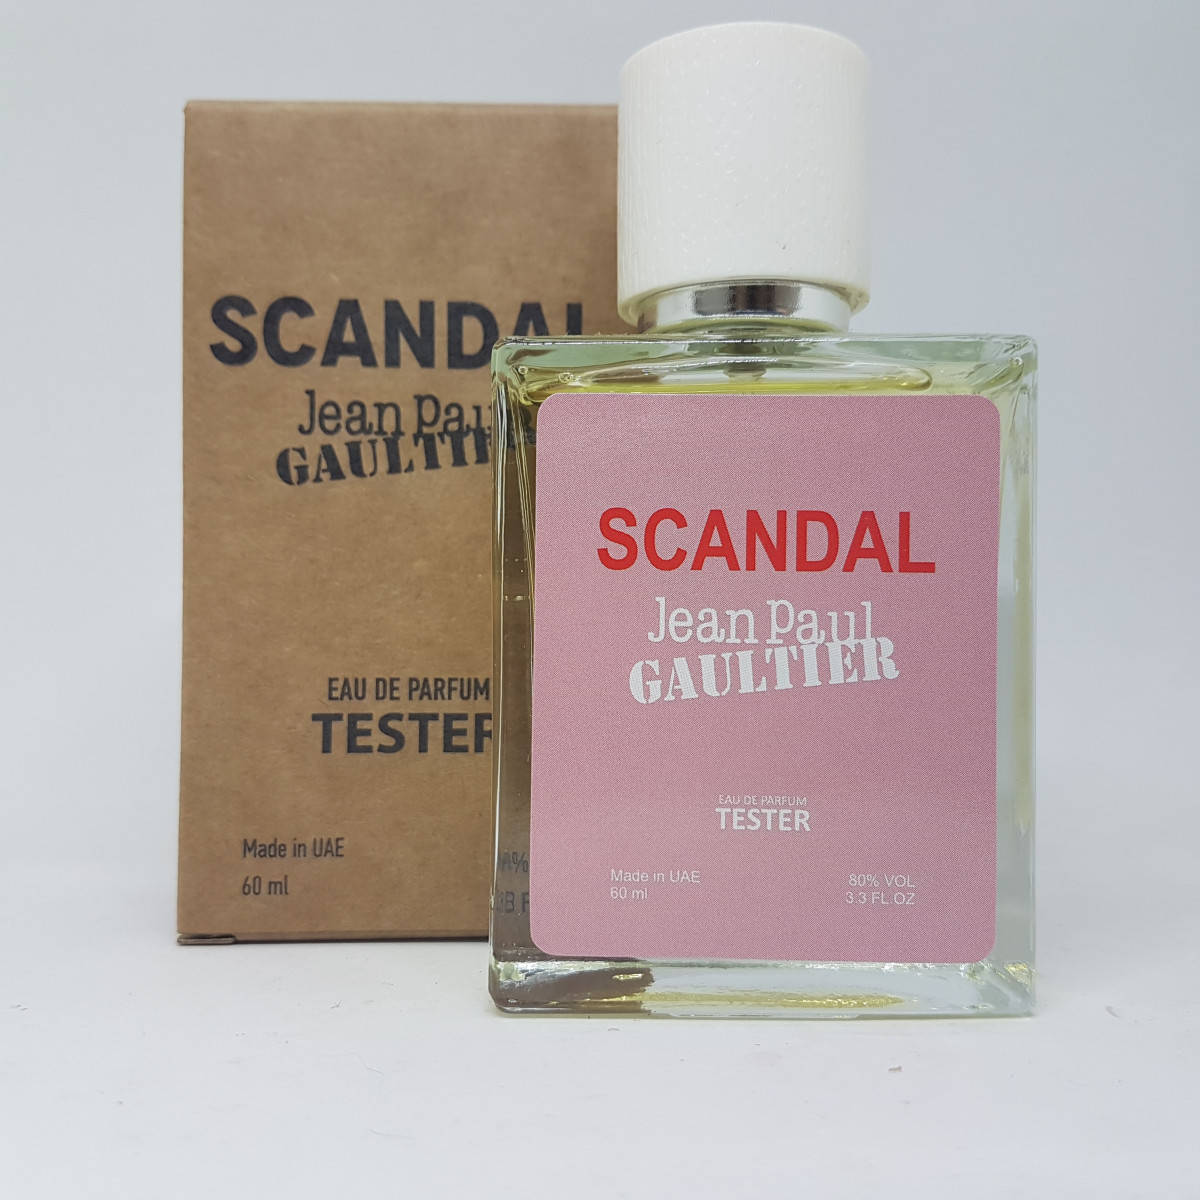 SCANDAL
Jean Paul
GAULTIER
EAU DE PARFUM
TESTER
Made in UAE
60 ml
SCANDAL
Jean Paul
GAULTIER
EAU DE PARFUM
TESTER
Made in UAE
60 ml
80% VOL
3.3 FL.OZ